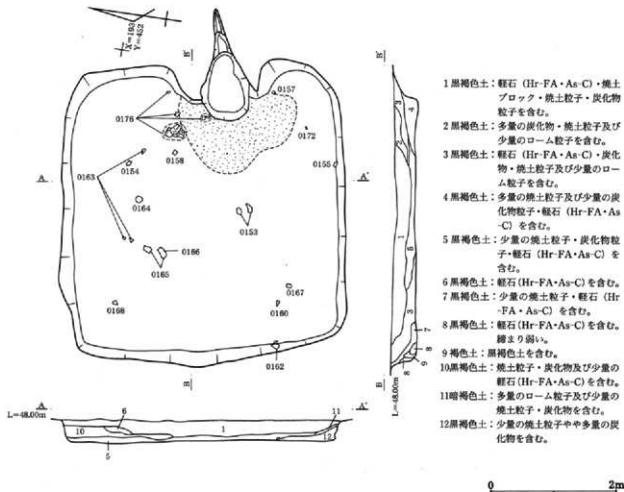 X=193
Y=452
B
B'
B'
0157
0176
0172
0158
0154
0155
0163
A
A'
0164
0153
0166
0165
0167
0168
0160
0162
B
B
L=48.00m
3
4
1
5
3
7
8
9
8
A
A'
L=48.00m
6
11
10
1
12
5
1黒褐色土：軽石（Hr-FA・As-C）・焼土
ブロック・焼土粒子・炭化物
粒子を含む。
2黒褐色土：多量の炭化物・焼土粒子及び
少量のローム粒子を含む。
3黒褐色土：軽石（Hr-FA・As-C）・炭化
物・焼土粒子及び少量のロー
ム粒子を含む。
4黒褐色土：多量の焼土粒子及び少量の炭
化物粒子・軽石（Hr-FA・As
-C）を含む。
5黒褐色土：少量の焼土粒子・炭化物粒
子・軽石（Hr-FA・As-C）を
含む。
6黒褐色土：軽石(Hr-FA・As-C)を含む。
7黒褐色土：少量の焼土粒子・軽石（Hr
-FA・As-C）を含む。
8黒褐色土：軽石(Hr-FA・As-C)を含む。
締まり弱い。
9褐色土：黒褐色土を含む。
10黒褐色土：焼土粒子・炭化物及び少量の
軽石(Hr-FA・As-C)を含む。
11暗褐色土：多量のローム粒子及び少量の
焼土粒子・炭化物を含む。
12黒褐色土：少量の焼土粒子やや多量の炭
化物を含む。
0
2m